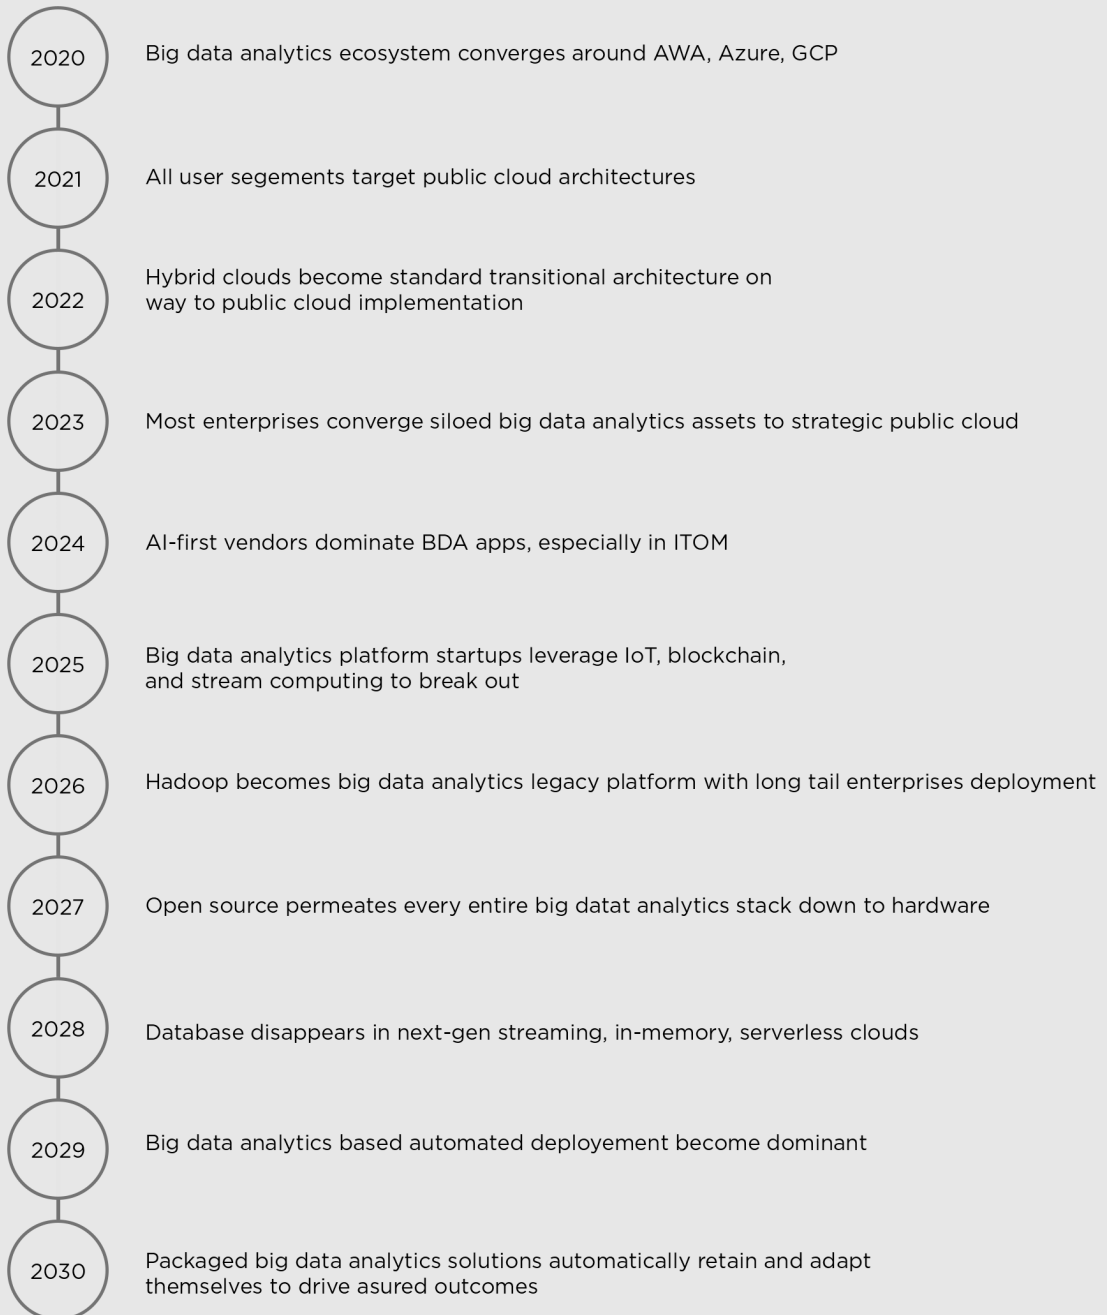 2020
Big data analytics ecosystem converges around AWA, Azure, GCP
2021
All user segements target public cloud architectures
2022
Hybrid clouds become standard transitional architecture on
way to public cloud implementation
2023
Most enterprises converge siloed big data analytics assets to strategic public cloud
2024
AI-first vendors dominate BDA apps, especially in ITOM
2025
Big data analytics platform startups leverage IoT, blockchain,
and stream computing to break out
2026
Hadoop becomes big data analytics legacy platform with long tail enterprises deployment
2027
Open source permeates every entire big datat analytics stack down to hardware
2028
Database disappears in next-gen streaming, in-memory, serverless clouds
2029
Big data analytics based automated deployement become dominant
2030
Packaged big data analytics solutions automatically retain and adapt
themselves to drive asured outcomes